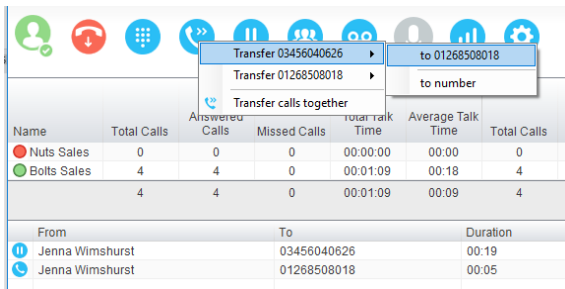 Transfer 03456040626
to 01268508018
Transfer 01268508018
to number
Transfer calls together
Name Total Calls Answered Calls Missed Calls Total Talk Time Average Talk Time Total Calls
Nuts Sales 0 0 0 00:00:00 00:00 0
Bolts Sales 4 4 0 00:01:09 00:18 4
4 4 0 00:01:09 00:09 4
From To Duration
Jenna Wimshurst 03456040626 00:19
Jenna Wimshurst 01268508018 00:05